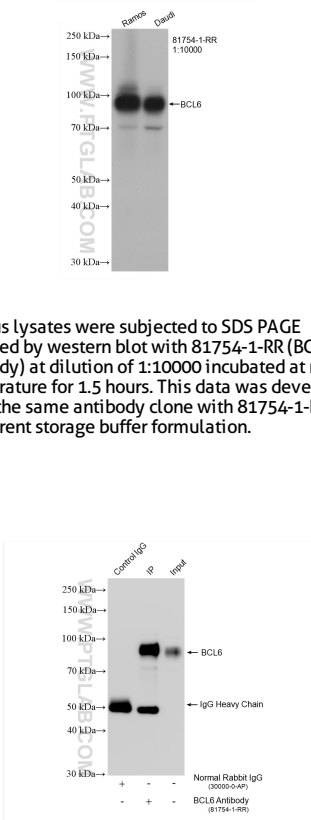 Ramos Daudi
250 kDa→
150 kDa→
100 kDa→
70 kDa→
50 kDa→
40 kDa→
30 kDa→
81754-1-RR
1:10000
←BCL6
WWW.PTGLAB.COM
us lysates were subjected to SDS PAGE
ed by western blot with 81754-1-RR (BC
dy) at dilution of 1:10000 incubated at r
rature for 1.5 hours. This data was deve
the same antibody clone with 81754-1-
rent storage buffer formulation.
Control IgG IP Input
250 kDa→
150 kDa→
100 kDa→
70 kDa→
50 kDa→
40 kDa→
30 kDa→
← BCL6
← IgG Heavy Chain
WWW.PTGLAB.COM
+ - - Normal Rabbit IgG
(30000-0-AP)
- + - BCL6 Antibody
(81754-1-RR)